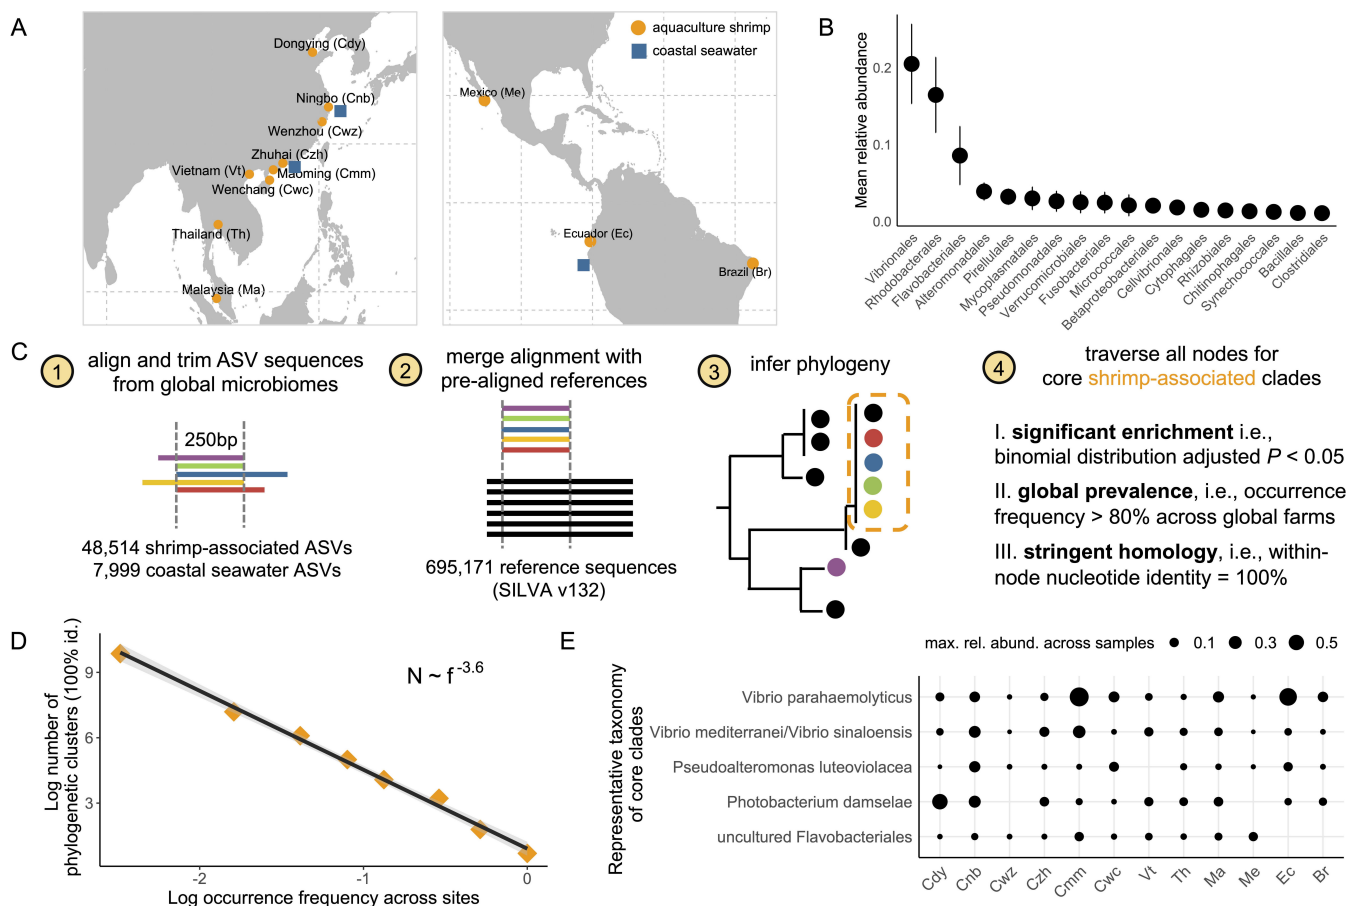 A
Dongying (Cdy)
Ningbo (Cnb)
Wenzhou (Cwz)
Zhuhai (Czh)
Vietnam (Vt)
Maoming (Cmm)
Wenchang (Cwc)
Thailand (Th)
Malaysia (Ma)
aquaculture shrimp
coastal seawater
Mexico (Me)
Ecuador (Ec)
Brazil (Br)
B
Mean relative abundance
0.2
0.1
0.0
Vibrionales
Rhodobacterales
Flavobacteriales
Alteromonadales
Pirellulales
Mycoplasmatales
Pseudomonadales
Verrucomicrobiales
Fusobacteriales
Micrococcales
Betaproteobacteriales
Cellvibrionales
Cytophagales
Rhizobiales
Chitinophagales
Synechococcales
Bacillales
Clostridiales
C
1
align and trim ASV sequences
from global microbiomes
250bp
48,514 shrimp-associated ASVs
7,999 coastal seawater ASVs
2
merge alignment with
pre-aligned references
695,171 reference sequences
(SILVA v132)
3
infer phylogeny
4
traverse all nodes for
core shrimp-associated clades
I. significant enrichment i.e.,
binomial distribution adjusted P < 0.05
II. global prevalence, i.e., occurrence
frequency > 80% across global farms
III. stringent homology, i.e., within-
node nucleotide identity = 100%
D
Log number of
phylogenetic clusters (100% id.)
9
6
3
N ~ f -3.6
-2
-1
0
Log occurrence frequency across sites
E
max. rel. abund. across samples
0.1
0.3
0.5
Representative taxonomy
of core clades
Vibrio parahaemolyticus
Vibrio mediterranei/Vibrio sinaloensis
Pseudoalteromonas luteoviolacea
Photobacterium damselae
uncultured Flavobacteriales
Cdy
Cnb
Cwz
Czh
Cmm
Cwc
Vt
Th
Ma
Me
Ec
Br